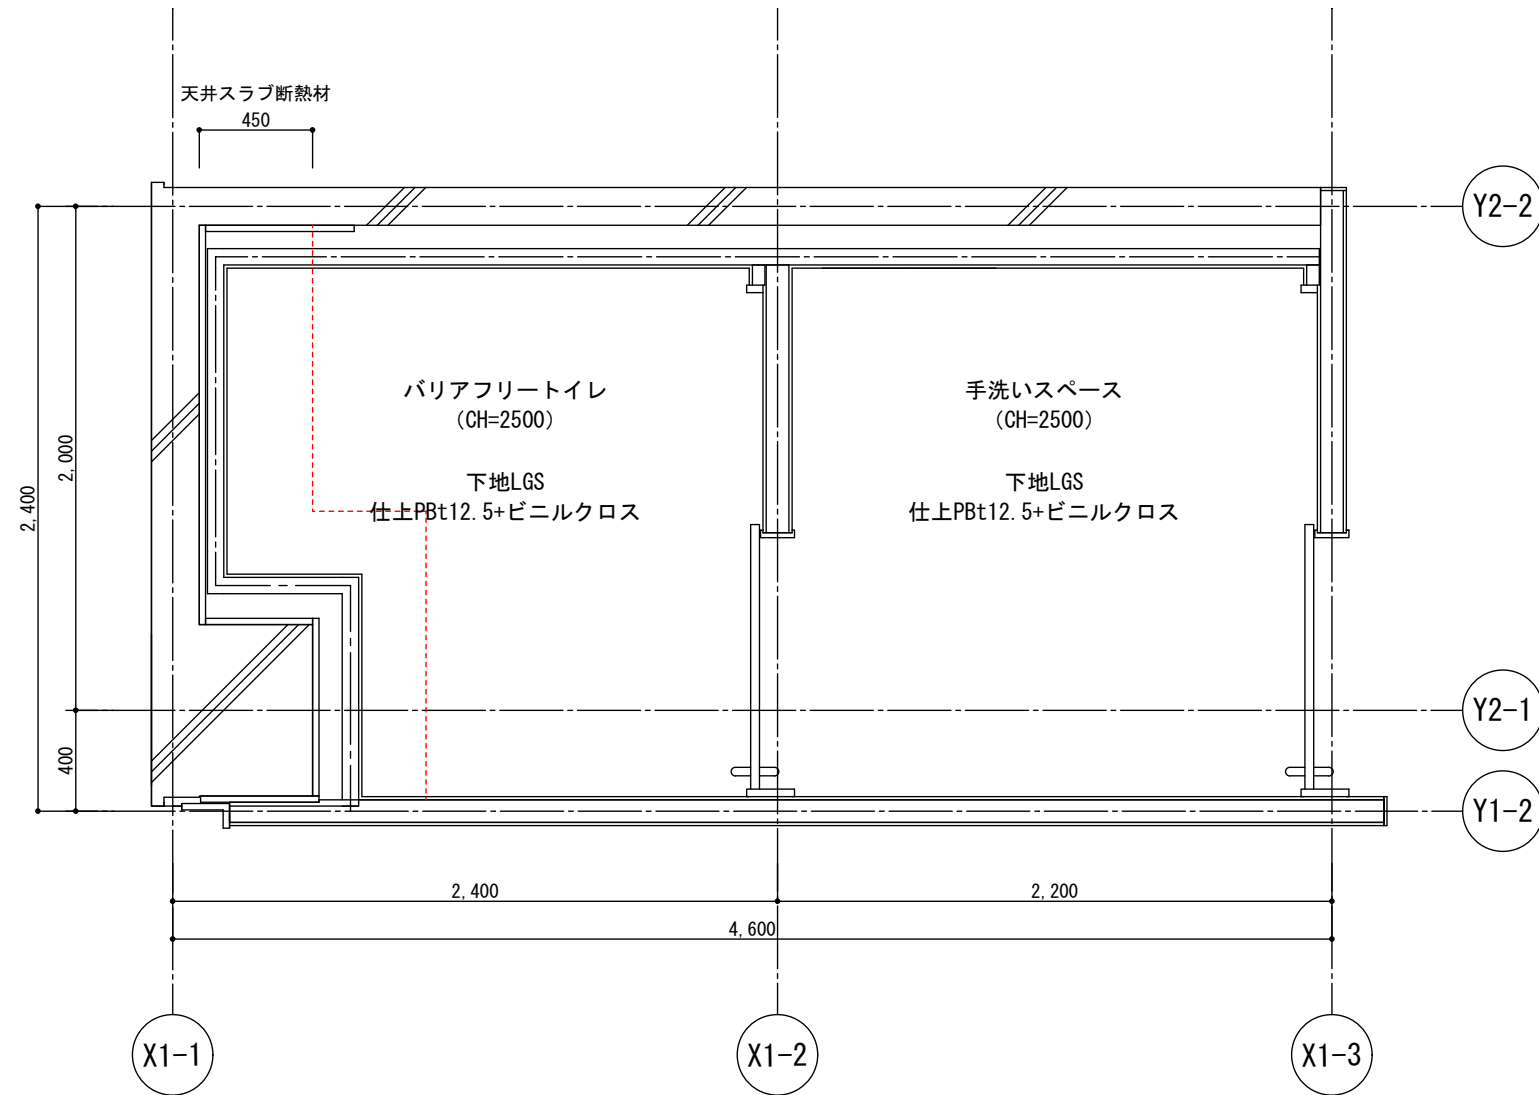 天井スラブ断熱材
450
Y2-2
バリアフリートイレ
(CH=2500)
下地LGS
仕上PBt12.5+ビニルクロス
手洗いスペース
(CH=2500)
下地LGS
仕上PBt12.5+ビニルクロス
2,000
2,400
400
Y2-1
Y1-2
2,400
2,200
4,600
X1-1
X1-2
X1-3